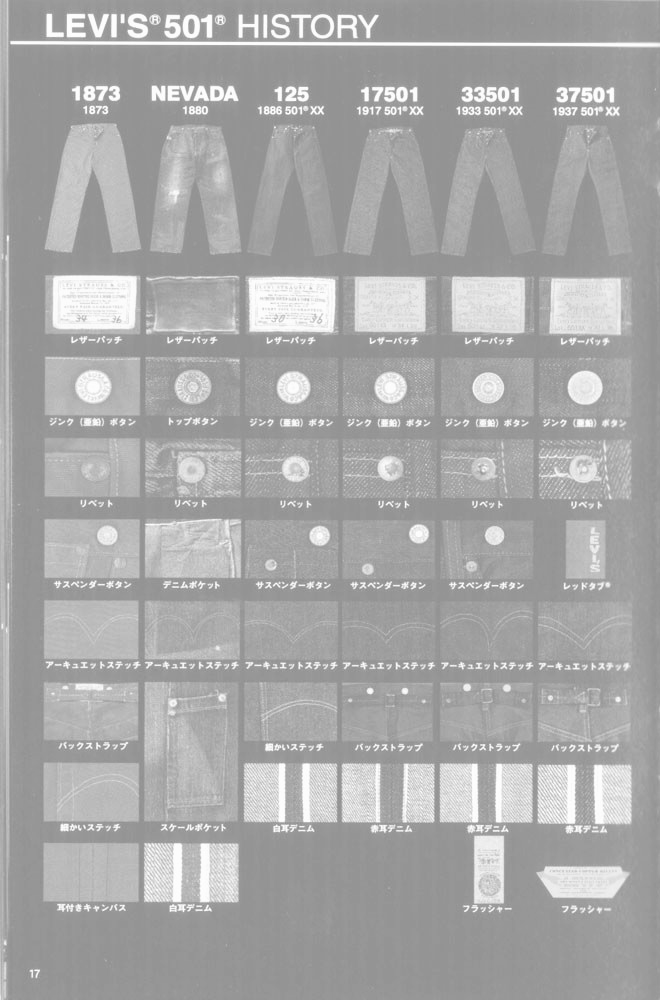 LEVI'S® 501® HISTORY
1873 NEVADA 125 17501 33501 37501
1873 1880 1886 501® XX 1917 501® XX 1933 501® XX 1937 501® XX
レザーパッチ レザーパッチ レザーパッチ レザーパッチ レザーパッチ レザーパッチ
ジンク（亜鉛）ボタン トップボタン ジンク（亜鉛）ボタン ジンク（亜鉛）ボタン ジンク（亜鉛）ボタン ジンク（亜鉛）ボタン
リベット リベット リベット リベット リベット リベット
LEVI'S
サスペンダーボタン デニムポケット サスペンダーボタン サスペンダーボタン サスペンダーボタン レッドタブ®
アーキュエットステッチ アーキュエットステッチ アーキュエットステッチ アーキュエットステッチ アーキュエットステッチ アーキュエットステッチ
バックストラップ 細かいステッチ バックストラップ バックストラップ バックストラップ
細かいステッチ スケールポケット 白耳デニム 赤耳デニム 赤耳デニム 赤耳デニム
耳付きキャンバス 白耳デニム フラッシャー フラッシャー
17